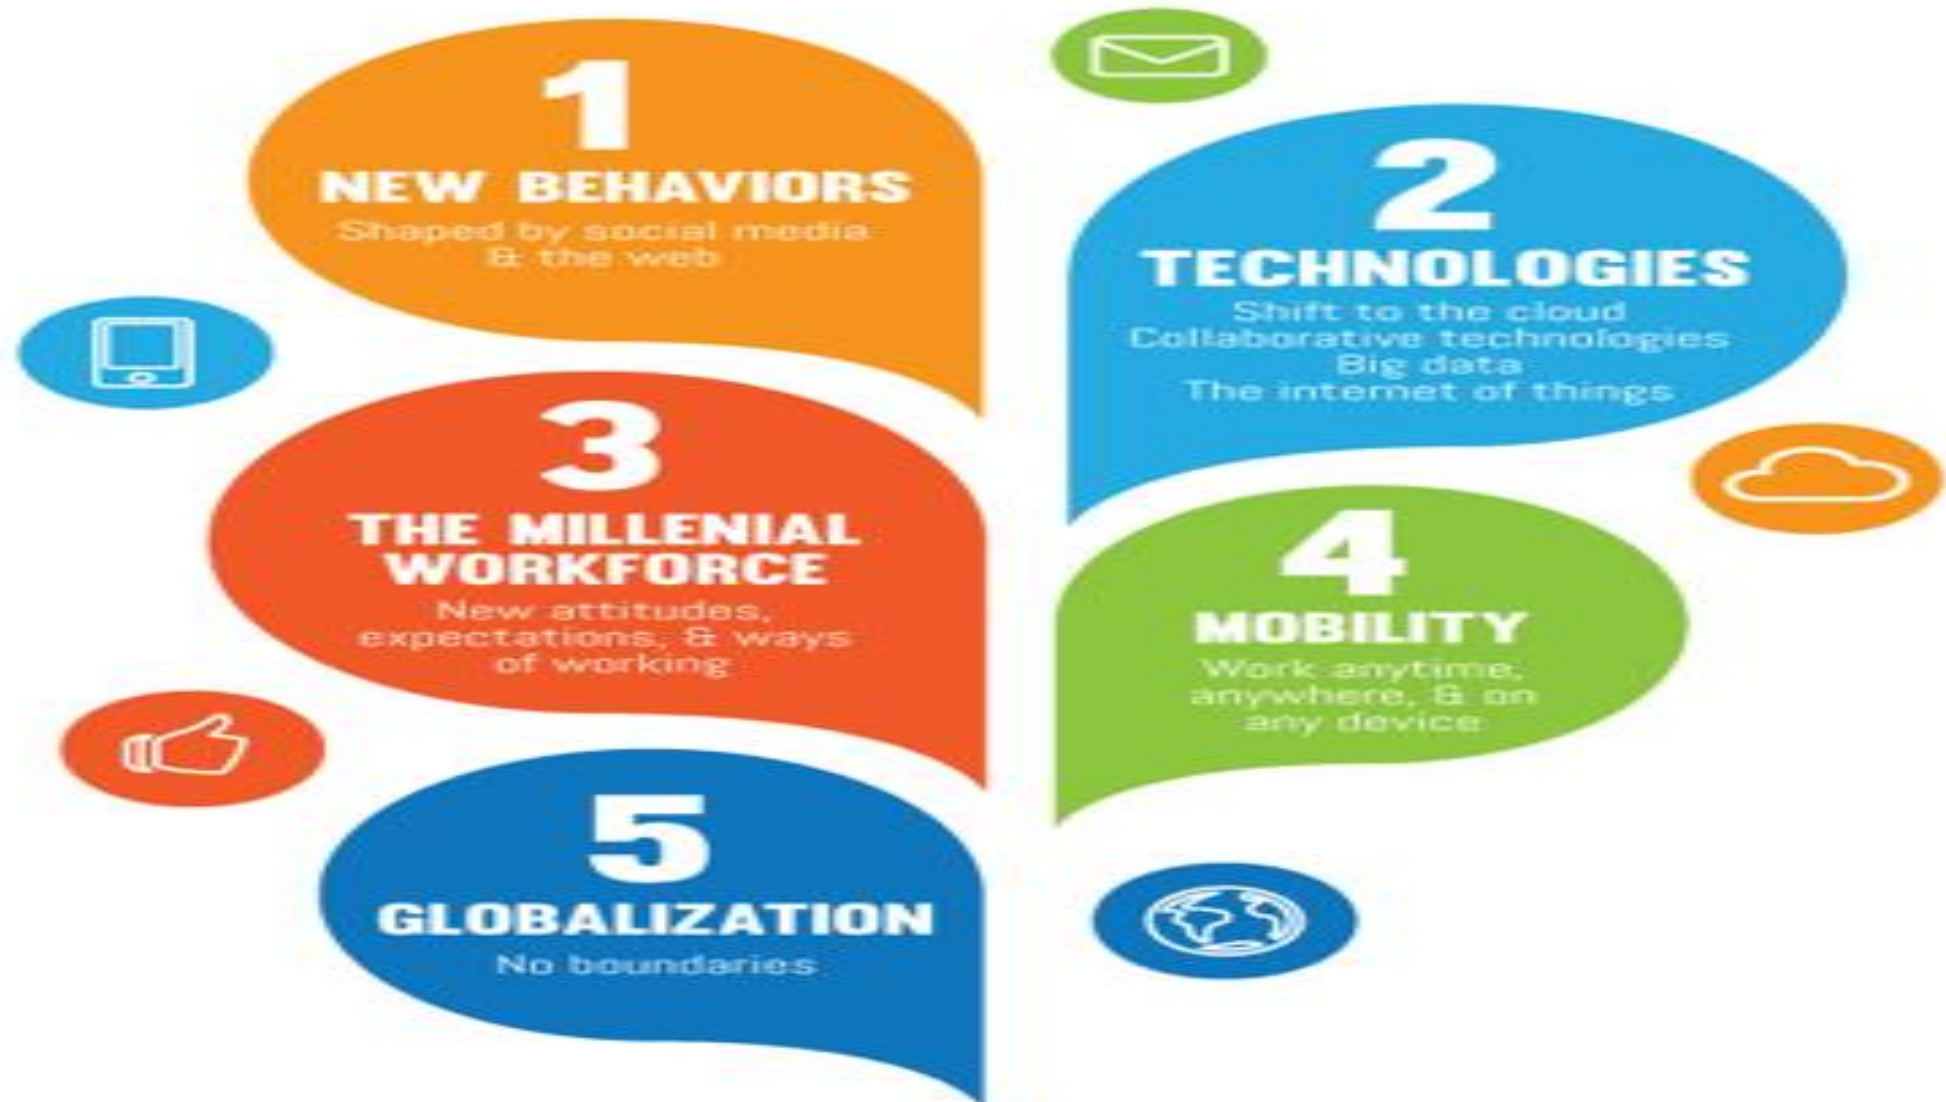 1
NEW BEHAVIORS
Shaped by social media
& the web
2
TECHNOLOGIES
Shift to the cloud
Collaborative technologies
Big data
The internet of things
3
THE MILLENIAL
WORKFORCE
New attitudes,
expectations, & ways
of working
4
MOBILITY
Work anytime,
anywhere, & on
any device
5
GLOBALIZATION
No boundaries